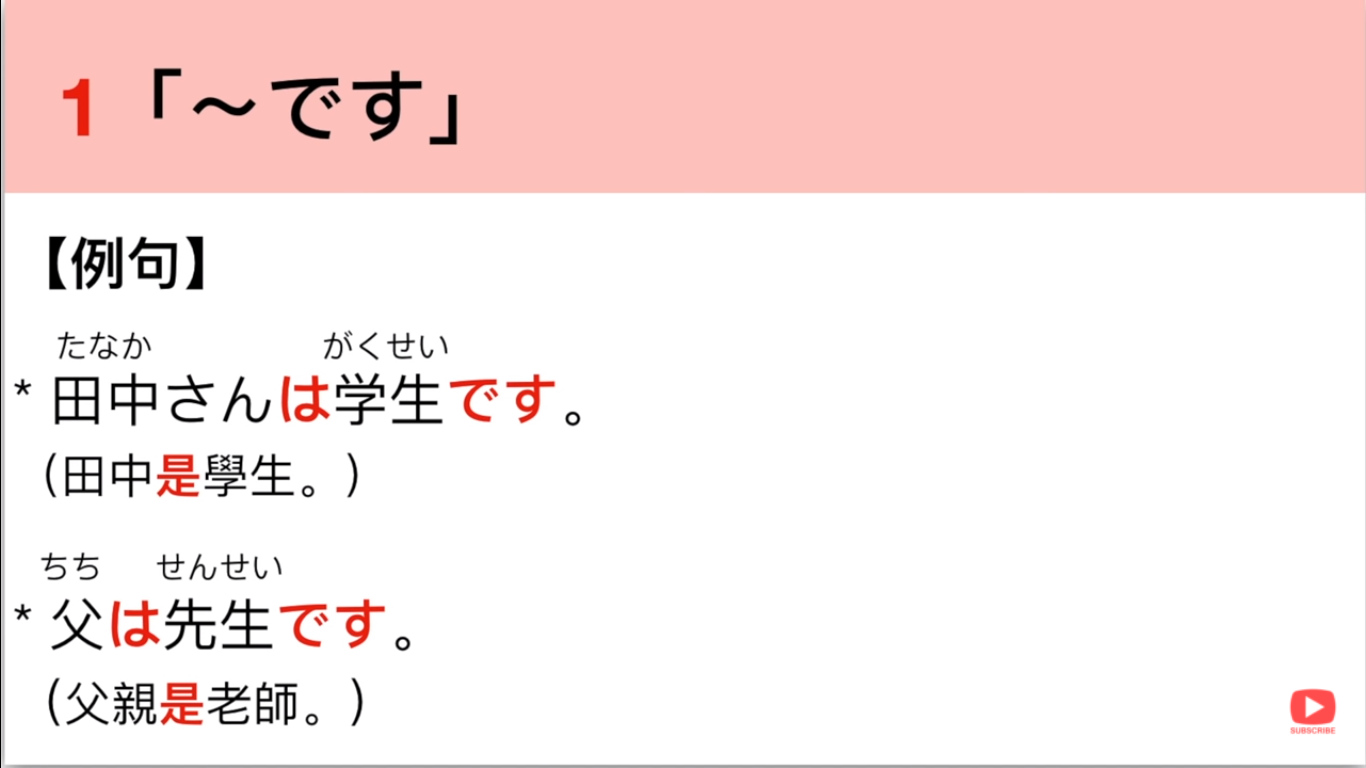 1「～です」
【例句】
たなか がくせい
* 田中さんは学生です。
（田中是學生。）
ちち せんせい
* 父は先生です。
（父親是老師。）
SUBSCRIBE